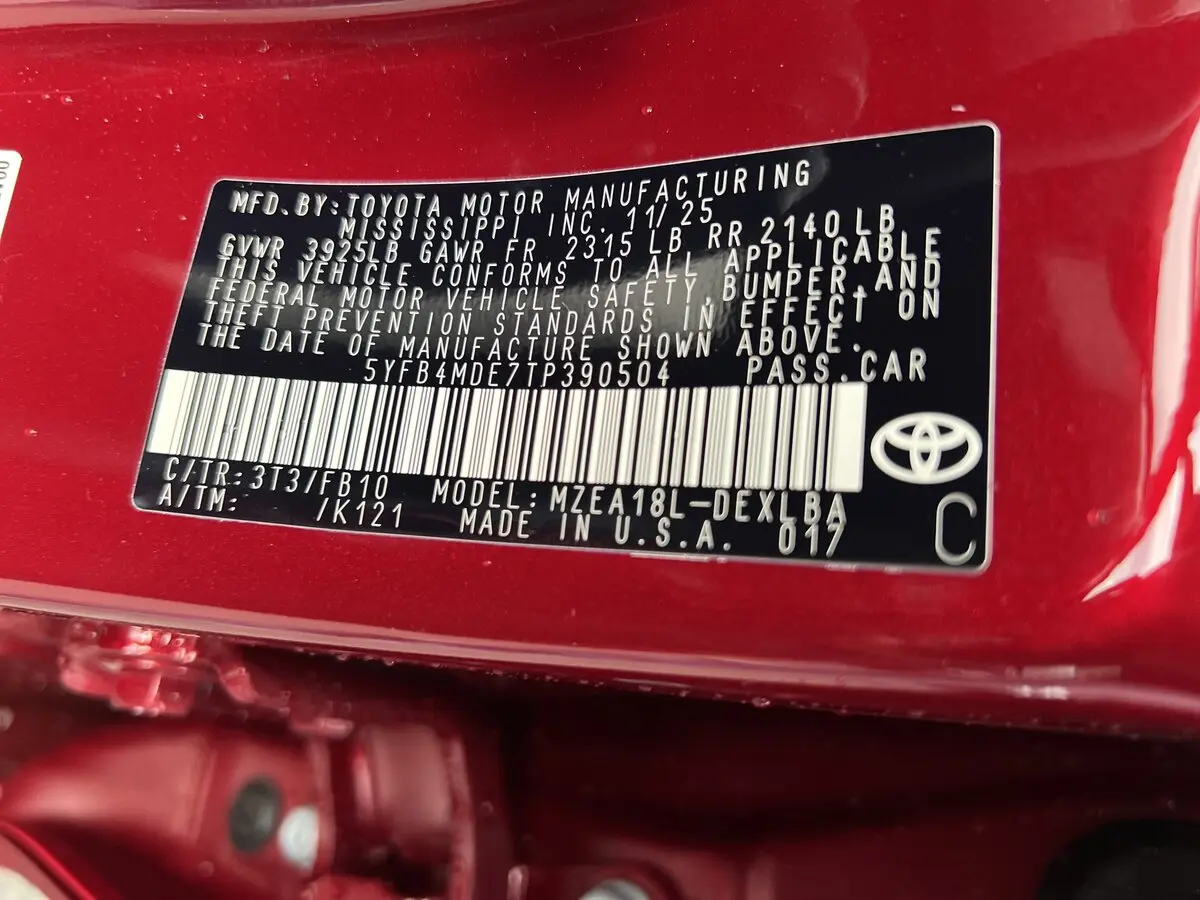 MFD.BY:TOYOTA MOTOR MANUFACTURING
MISSISSIPPI INC. 11/25
GVWR 3925LB GAWR FR 2315 LB RR 2140 LB
THIS VEHICLE CONFORMS TO ALL APPLICABLE
FEDERAL MOTOR VEHICLE SAFETY,BUMPER,AND
THEFT PREVENTION STANDARDS IN EFFECT ON
THE DATE OF MANUFACTURE SHOWN ABOVE.
5YFB4MDE7TP390504 PASS.CAR
C/TR:3T3/FB10 MODEL:MZEA18L-DEXLBA
A/TM: /K121 MADE IN U.S.A. 017
C